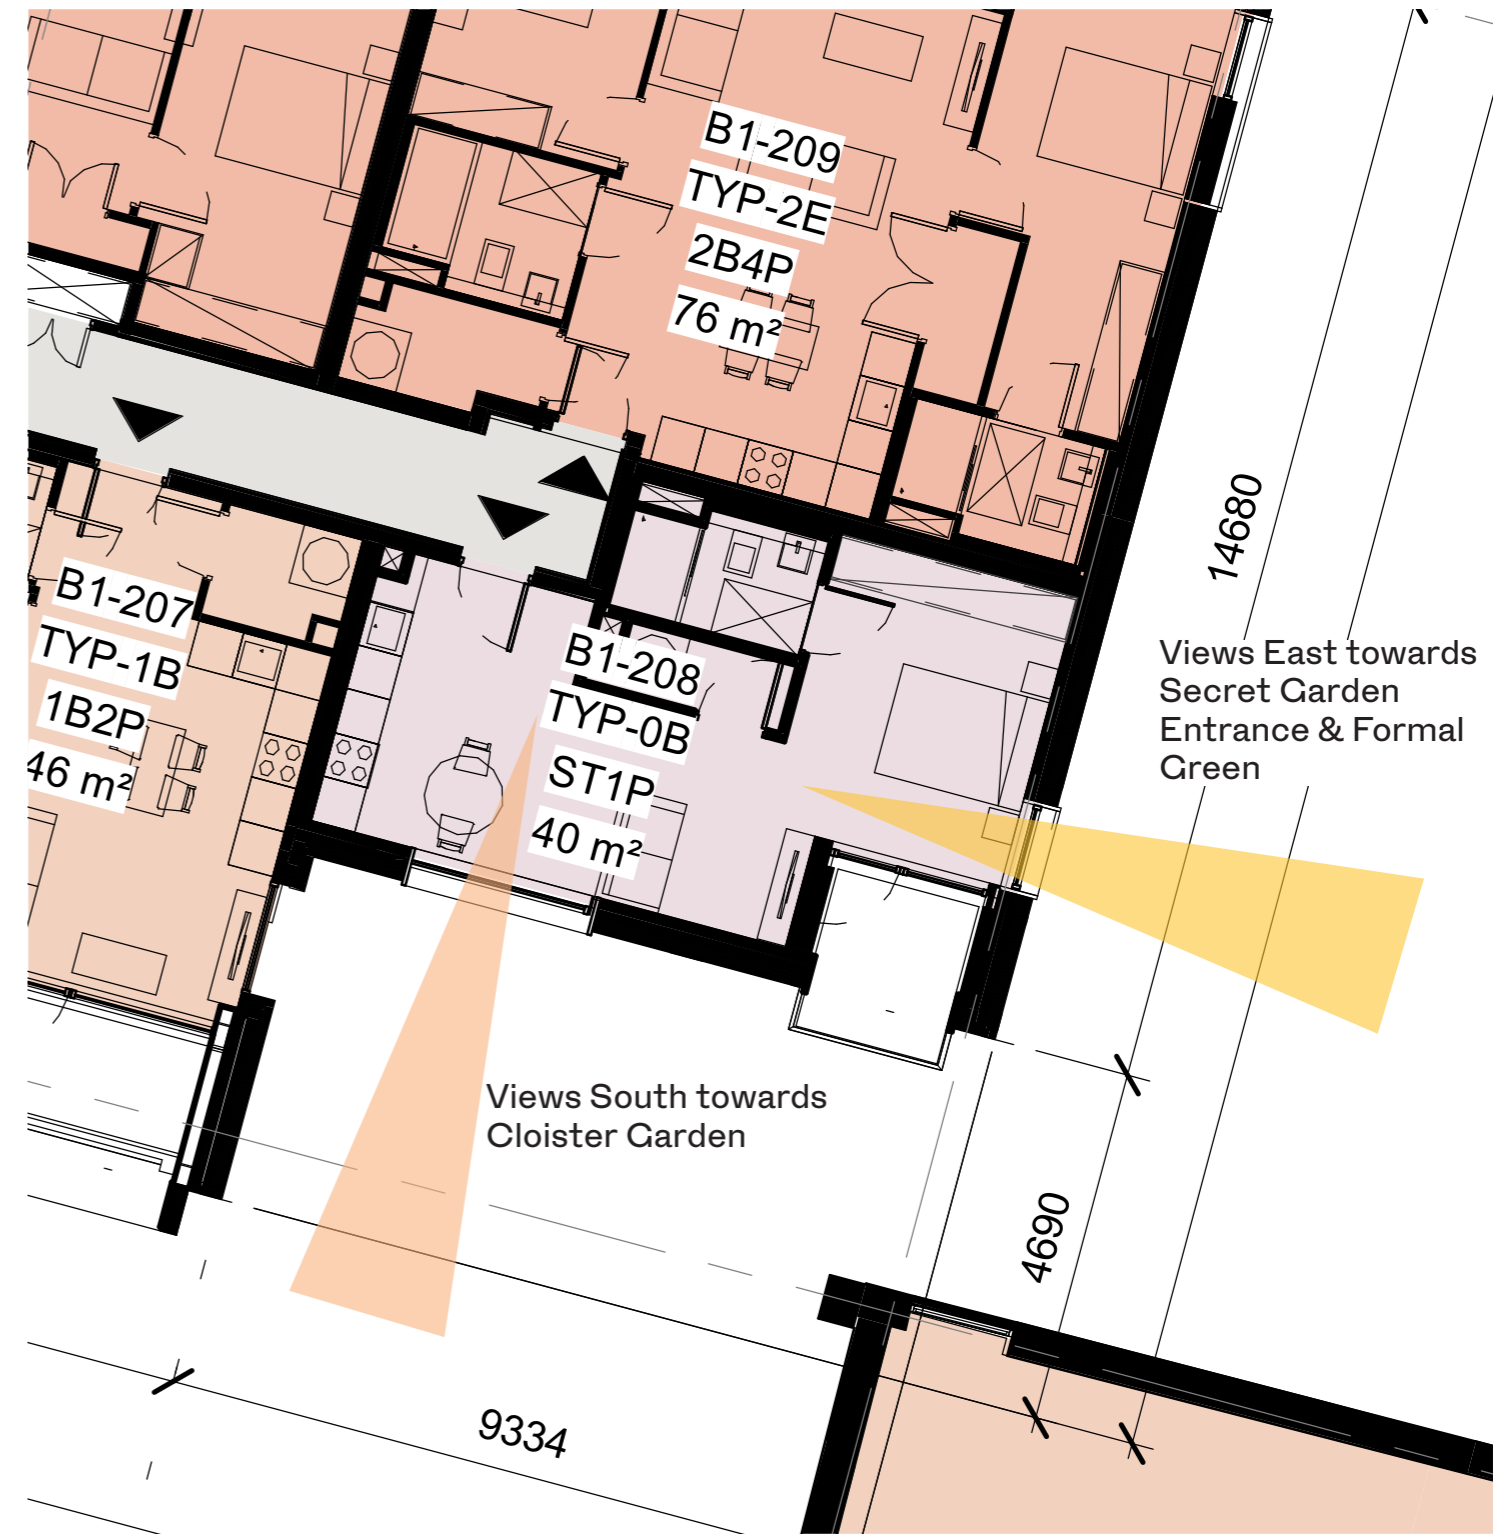 B1-209
TYP-2E
2B4P
76 m²
14680
B1-207
TYP-1B
1B2P
46 m²
B1-208
TYP-0B
ST1P
40 m²
Views East towards
Secret Garden
Entrance & Formal
Green
Views South towards
Cloister Garden
4690
9334